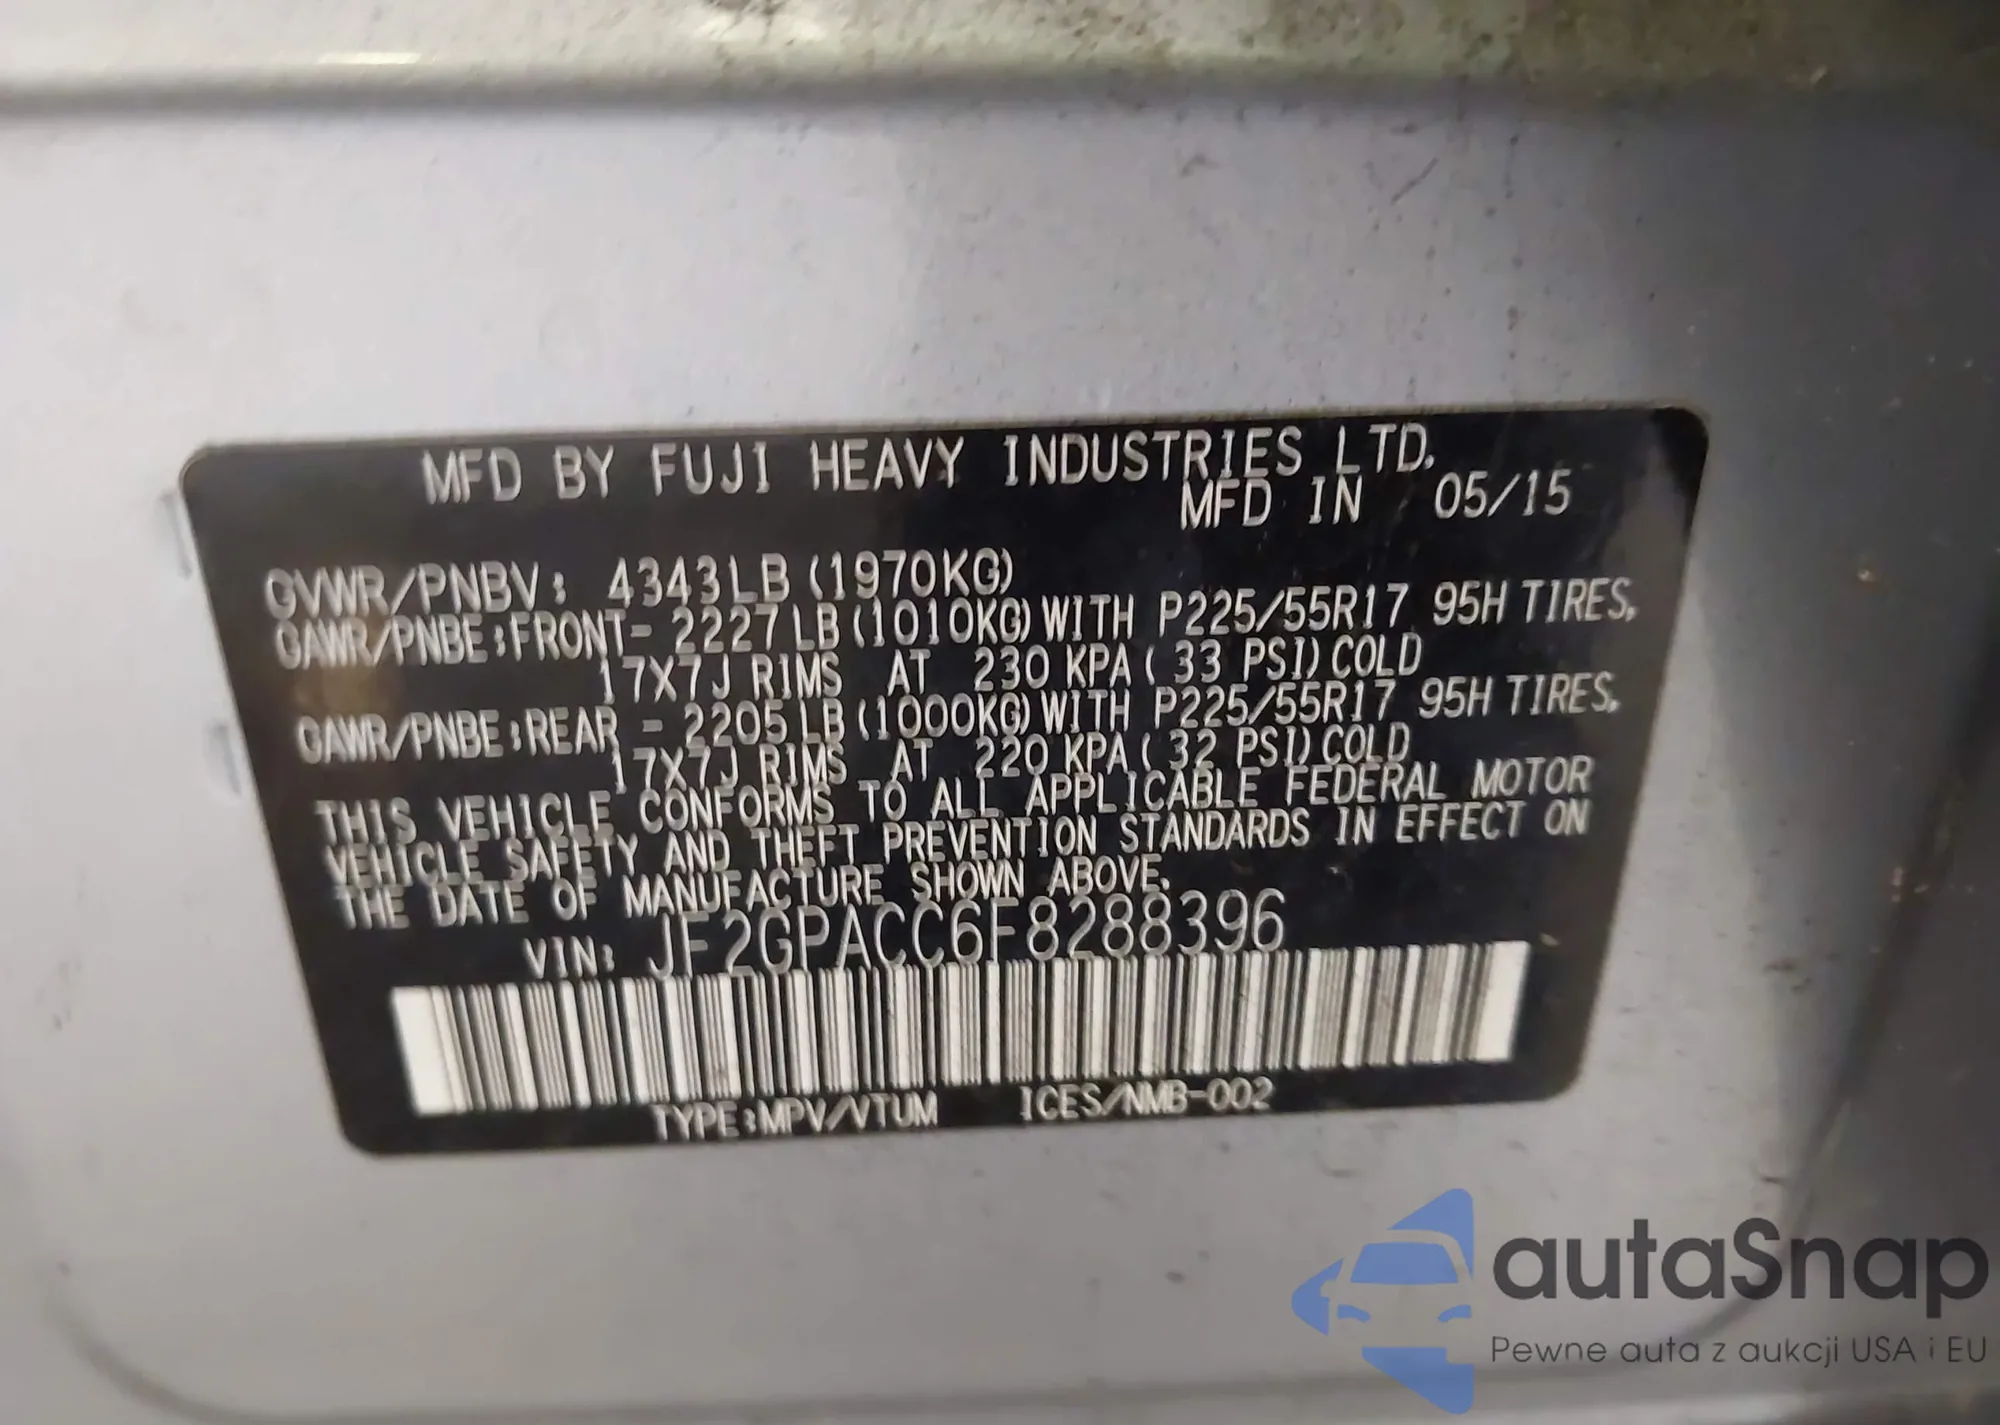 MFD BY FUJI HEAVY INDUSTRIES LTD.
MFD IN 05/15
GVWR/PNBV: 4343LB (1970KG)
GAWR/PNBE:FRONT- 2227LB (1010KG) WITH P225/55R17 95H TIRES,
17X7J RIMS AT 230 KPA ( 33 PSI) COLD
GAWR/PNBE:REAR - 2205LB (1000KG) WITH P225/55R17 95H TIRES,
17X7J RIMS AT 220 KPA ( 32 PSI) COLD
THIS VEHICLE CONFORMS TO ALL APPLICABLE FEDERAL MOTOR
VEHICLE SAFETY AND THEFT PREVENTION STANDARDS IN EFFECT ON
THE DATE OF MANUFACTURE SHOWN ABOVE.
VIN: JF2GPACC6F8288396
TYPE:MPV/VTUM ICES/NMB-002
autaSnap
Pewne auta z aukcji USA i EU